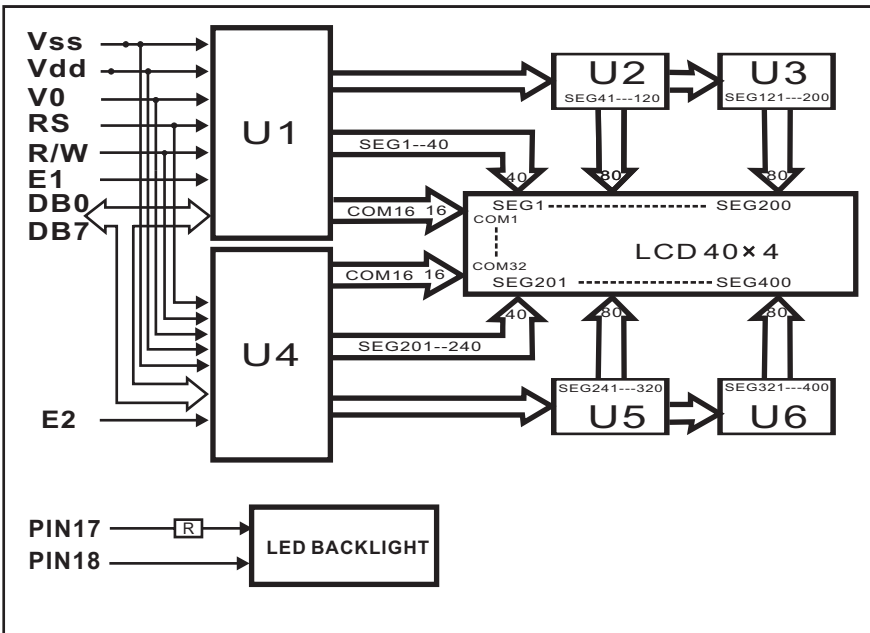 Vss
Vdd
V0
RS
R/W
E1
DB0
DB7
E2
U1
U4
U2
SEG41---120
U3
SEG121---200
SEG1--40
40
80
80
COM16 16
COM16 16
SEG1 SEG200
COM1
COM32
LCD 40×4
SEG201 SEG400
40
80
80
SEG201--240
SEG241---320
U5
SEG321---400
U6
PIN17
R
PIN18
LED BACKLIGHT